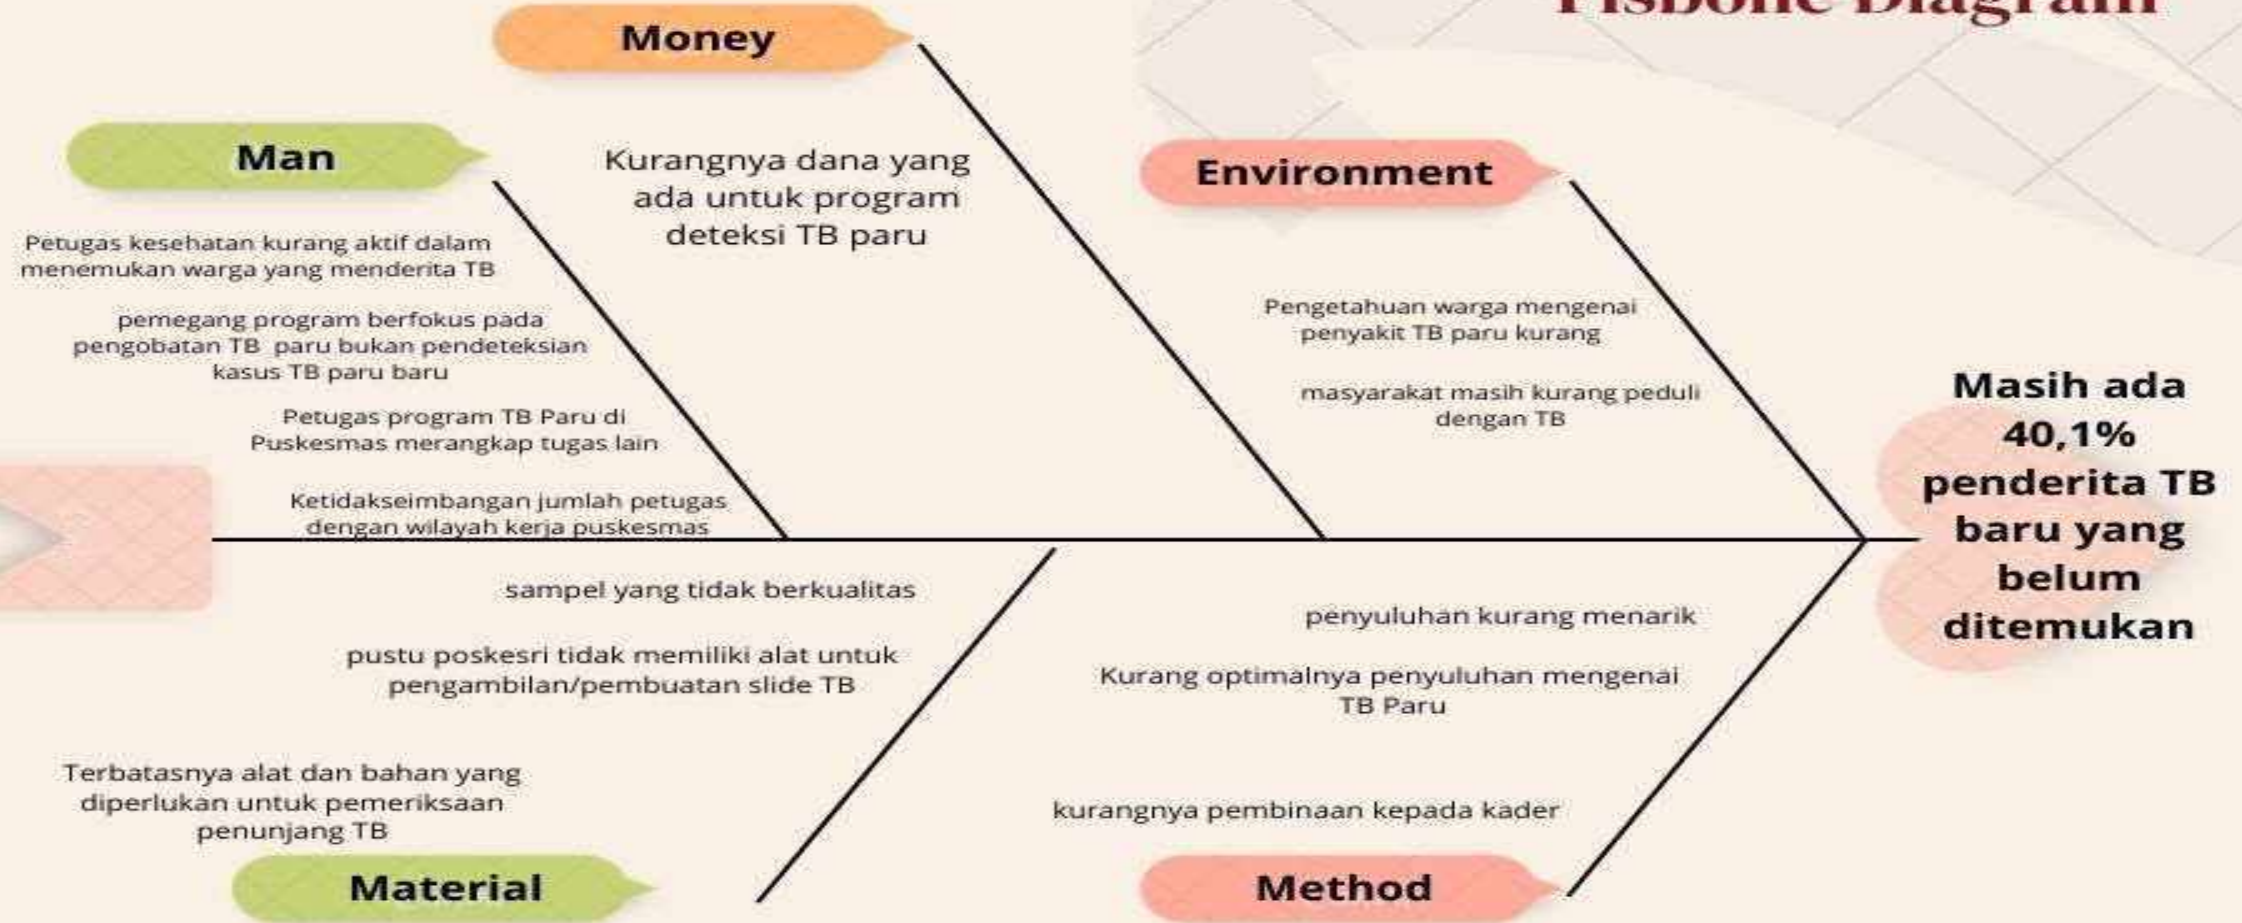 Fisbone Diagram
Money
Man
Kurangnya dana yang
ada untuk program
deteksi TB paru
Environment
Petugas kesehatan kurang aktif dalam
menemukan warga yang menderita TB
pemegang program berfokus pada
pengobatan TB paru bukan pendeteksian
kasus TB paru baru
Petugas program TB Paru di
Puskesmas merangkap tugas lain
Ketidakseimbangan jumlah petugas
dengan wilayah kerja puskesmas
Pengetahuan warga mengenai
penyakit TB paru kurang
masyarakat masih kurang peduli
dengan TB
Masih ada
40,1%
penderita TB
baru yang
belum
ditemukan
sampel yang tidak berkualitas
pustu poskesri tidak memiliki alat untuk
pengambilan/pembuatan slide TB
Terbatasnya alat dan bahan yang
diperlukan untuk pemeriksaan
penunjang TB
Material
penyuluhan kurang menarik
Kurang optimalnya penyuluhan mengenai
TB Paru
kurangnya pembinaan kepada kader
Method